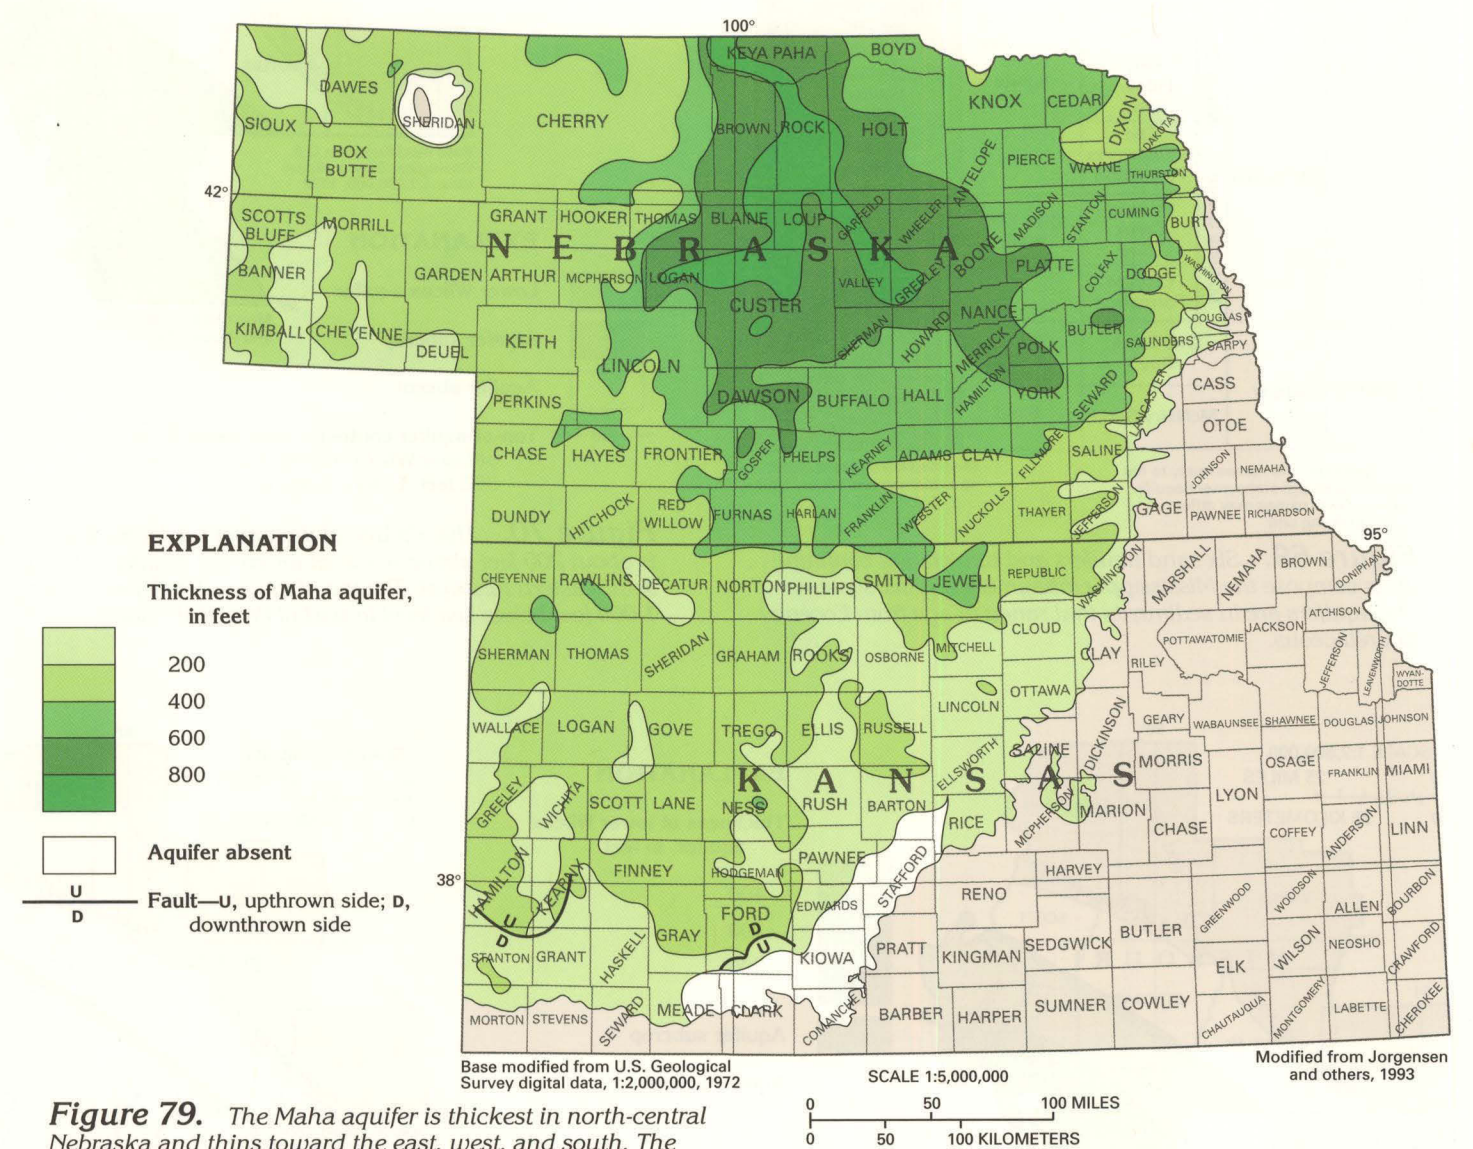 100°
KEYA PAHA
BOYD
DAWES
SHERIDAN
CHERRY
BROWN
ROCK
HOLT
KNOX
CEDAR
DIXON
DAKOTA
SIOUX
BOX
BUTTE
ANTELOPE
PIERCE
WAYNE
THURSTON
42°
SCOTTS
BLUFF
MORRILL
GRANT
HOOKER
THOMAS
BLAINE
LOUP
GARFEILD
WHEELER
MADISON
STANTON
CUMING
BURT
NEBRASKA
BANNER
GARDEN
ARTHUR
MCPHERSON
LOGAN
CUSTER
VALLEY
GREELEY
BOONE
PLATTE
COLFAX
DODGE
WASHINGTON
KIMBALL
CHEYENNE
DEUEL
KEITH
LINCOLN
SHERMAN
HOWARD
NANCE
MERRICK
POLK
BUTLER
SAUNDERS
DOUGLAS
SARPY
PERKINS
DAWSON
BUFFALO
HALL
HAMILTON
YORK
SEWARD
LANCASTER
CASS
OTOE
CHASE
HAYES
FRONTIER
GOSPER
PHELPS
KEARNEY
ADAMS
CLAY
FILLMORE
SALINE
JOHNSON
NEMAHA
DUNDY
HITCHOCK
RED
WILLOW
FURNAS
HARLAN
FRANKLIN
WEBSTER
NUCKOLLS
THAYER
JEFFERSON
GAGE
PAWNEE
RICHARDSON
95°
EXPLANATION
Thickness of Maha aquifer,
in feet
200
400
600
800
Aquifer absent
U
D
Fault—U, upthrown side; D,
downthrown side
CHEYENNE
RAWLINS
DECATUR
NORTON
PHILLIPS
SMITH
JEWELL
REPUBLIC
WASHINGTON
MARSHALL
NEMAHA
BROWN
DONIPHAN
SHERMAN
THOMAS
SHERIDAN
GRAHAM
ROOKS
OSBORNE
MITCHELL
CLOUD
CLAY
RILEY
POTTAWATOMIE
JACKSON
ATCHISON
JEFFERSON
LEAVENWORTH
WYAN-
DOTTE
WALLACE
LOGAN
GOVE
TREGO
ELLIS
RUSSELL
LINCOLN
OTTAWA
SALINE
DICKINSON
GEARY
WABAUNSEE
SHAWNEE
DOUGLAS
JOHNSON
KANSAS
GREELEY
WICHITA
SCOTT
LANE
NESS
RUSH
BARTON
ELLSWORTH
RICE
MCPHERSON
MARION
MORRIS
CHASE
LYON
OSAGE
FRANKLIN
MIAMI
COFFEY
ANDERSON
LINN
38°
HAMILTON
KEARNY
FINNEY
HODGEMAN
PAWNEE
STAFFORD
RENO
HARVEY
U
D
GRAY
FORD
EDWARDS
D
U
SEDGWICK
BUTLER
GREENWOOD
WOODSON
ALLEN
BOURBON
STANTON
GRANT
HASKELL
KIOWA
PRATT
KINGMAN
ELK
WILSON
NEOSHO
CRAWFORD
MORTON
STEVENS
SEWARD
MEADE
CLARK
COMANCHE
BARBER
HARPER
SUMNER
COWLEY
CHAUTAUQUA
MONTGOMERY
LABETTE
CHEROKEE
Base modified from U.S. Geological
Survey digital data, 1:2,000,000, 1972
SCALE 1:5,000,000
Modified from Jorgensen
and others, 1993
0 50 100 MILES
0 50 100 KILOMETERS
Figure 79. The Maha aquifer is thickest in north-central
Nebraska and thins toward the east, west, and south. The